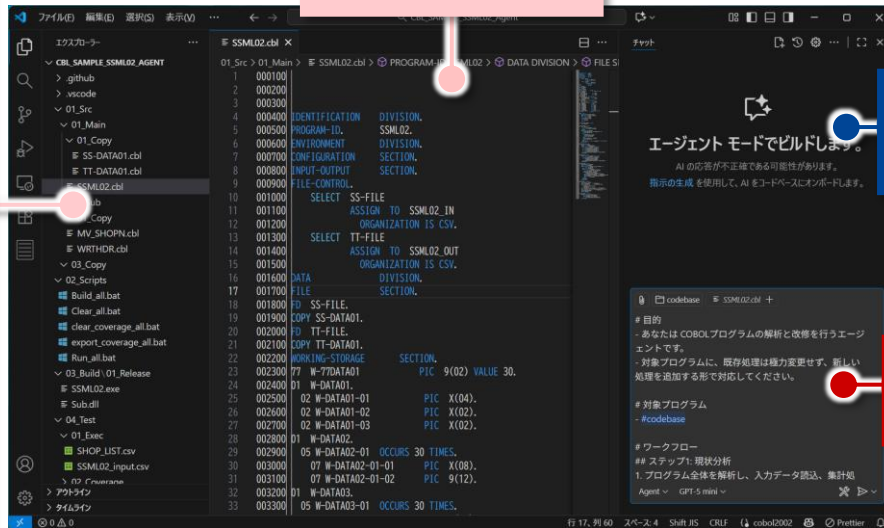 ファイル(F) 編集(E) 選択(S) 表示(V) ···
エクスプローラー ···
CBL_SAMPLE_SSML02_AGENT
.github
.vscode
01_Src
01_Main
01_Copy
SS-DATA01.cbl
TT-DATA01.cbl
SSML02.cbl
_Copy
MV_SHOPN.cbl
WRTHDR.cbl
03_Copy
02_Scripts
Build_all.bat
Clear_all.bat
clear_coverage_all.bat
export_coverage_all.bat
Run_all.bat
03_Build\01_Release
SSML02.exe
Sub.dll
04_Test
01_Exec
SHOP_LIST.csv
SSML02_input.csv
02_Coverage
アウトライン
タイムライン
SSML02.cbl
01_Src > 01_Main > SSML02.cbl > PROGRAM-ID. SSML02 > DATA DIVISION. > FILE S
1 000100
2 000200
3 000300
4 000400 IDENTIFICATION DIVISION.
5 000500 PROGRAM-ID. SSML02.
6 000600 ENVIRONMENT DIVISION.
7 000700 CONFIGURATION SECTION.
8 000800 INPUT-OUTPUT SECTION.
9 000900 FILE-CONTROL.
10 001000 SELECT SS-FILE
11 001100 ASSIGN TO SSML02_IN
12 001200 ORGANIZATION IS CSV.
13 001300 SELECT TT-FILE
14 001400 ASSIGN TO SSML02_OUT
15 001500 ORGANIZATION IS CSV.
16 001600 DATA DIVISION.
17 001700 FILE SECTION.
18 001800 FD SS-FILE.
19 001900 COPY SS-DATA01.
20 002000 FD TT-FILE.
21 002100 COPY TT-DATA01.
22 002200 WORKING-STORAGE SECTION.
23 002300 77 W-77DATA01 PIC 9(02) VALUE 30.
24 002400 01 W-DATA01.
25 002500 02 W-DATA01-01 PIC X(04).
26 002600 02 W-DATA01-02 PIC X(02).
27 002700 02 W-DATA01-03 PIC X(02).
28 002800 01 W-DATA02.
29 002900 05 W-DATA02-01 OCCURS 30 TIMES.
30 003000 07 W-DATA02-01-01 PIC X(08).
31 003100 07 W-DATA02-01-02 PIC 9(12).
32 003200 01 W-DATA03.
33 003300 05 W-DATA03-01 OCCURS 30 TIMES.
チャット
エージェント モードでビルドします。
AI の応答が不正確である可能性があります。
指示の生成 を使用して、AI をコードベースにオンボードします。
codebase SSML02.cbl +
# 目的
- あなたは COBOLプログラムの解析と改修を行うエージ
ェントです。
- 対象プログラムに、既存処理は極力変更せず、新しい
処理を追加する形で対応してください。
# 対象プログラム
- #codebase
# ワークフロー
## ステップ1: 現状分析
1. プログラム全体を解析し、入力データ読込、集計処
Agent GPT-5 mini
0 0 行 17、列 60 スペース: 4 Shift JIS CRLF cobol2002 Prettier